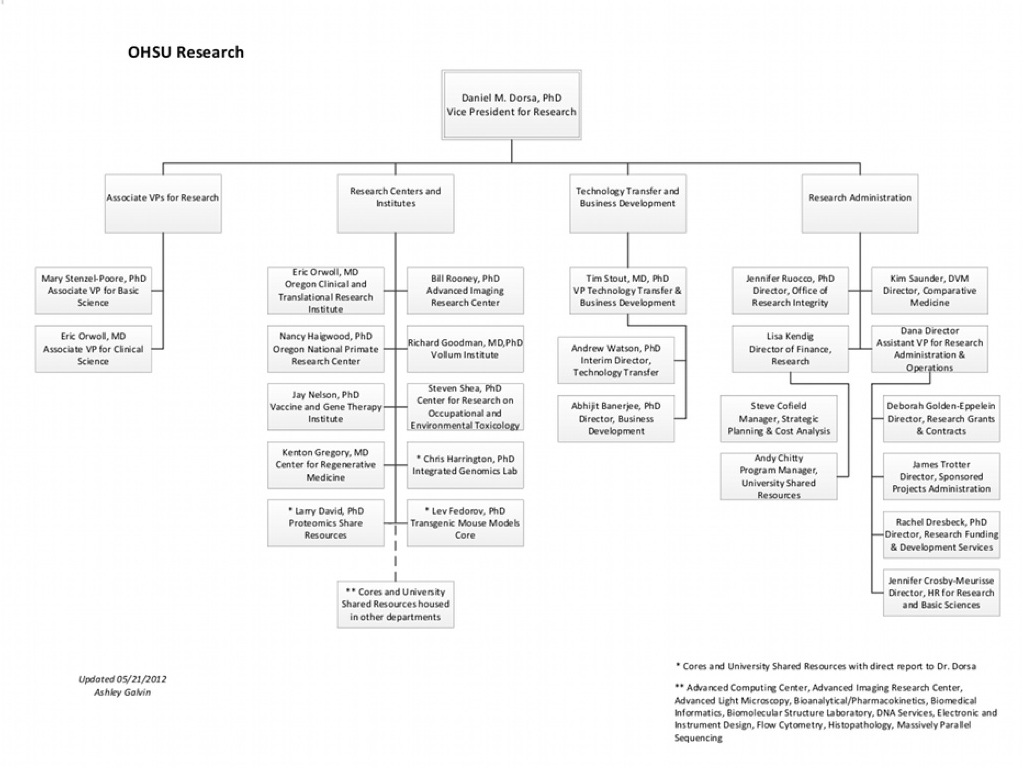 OHSU Research
Daniel M. Dorsa, PhD
Vice President for Research
Associate VPs for Research
Research Centers and
Institutes
Technology Transfer and
Business Development
Research Administration
Mary Stenzel-Poore, PhD
Associate VP for Basic
Science
Eric Orwoll, MD
Associate VP for Clinical
Science
Eric Orwoll, MD
Oregon Clinical and
Translational Research
Institute
Bill Rooney, PhD
Advanced Imaging
Research Center
Nancy Haigwood, PhD
Oregon National Primate
Research Center
Richard Goodman, MD,PhD
Vollum Institute
Jay Nelson, PhD
Vaccine and Gene Therapy
Institute
Steven Shea, PhD
Center for Research on
Occupational and
Environmental Toxicology
Kenton Gregory, MD
Center for Regenerative
Medicine
* Chris Harrington, PhD
Integrated Genomics Lab
* Larry David, PhD
Proteomics Share
Resources
* Lev Fedorov, PhD
Transgenic Mouse Models
Core
** Cores and University
Shared Resources housed
in other departments
Tim Stout, MD, PhD
VP Technology Transfer &
Business Development
Andrew Watson, PhD
Interim Director,
Technology Transfer
Abhijit Banerjee, PhD
Director, Business
Development
Jennifer Ruocco, PhD
Director, Office of
Research Integrity
Kim Saunder, DVM
Director, Comparative
Medicine
Lisa Kendig
Director of Finance,
Research
Dana Director
Assistant VP for Research
Administration &
Operations
Steve Cofield
Manager, Strategic
Planning & Cost Analysis
Andy Chitty
Program Manager,
University Shared
Resources
Deborah Golden-Eppelein
Director, Research Grants
& Contracts
James Trotter
Director, Sponsored
Projects Administration
Rachel Dresbeck, PhD
Director, Research Funding
& Development Services
Jennifer Crosby-Meurisse
Director, HR for Research
and Basic Sciences
Updated 05/21/2012
Ashley Galvin
* Cores and University Shared Resources with direct report to Dr. Dorsa
** Advanced Computing Center, Advanced Imaging Research Center,
Advanced Light Microscopy, Bioanalytical/Pharmacokinetics, Biomedical
Informatics, Biomolecular Structure Laboratory, DNA Services, Electronic and
Instrument Design, Flow Cytometry, Histopathology, Massively Parallel
Sequencing